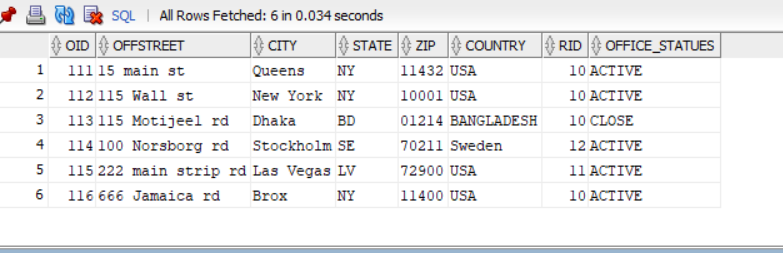 SQL | All Rows Fetched: 6 in 0.034 seconds
OID OFFSTREET CITY STATE ZIP COUNTRY RID OFFICE_STATUES
1 111 15 main st Queens NY 11432 USA 10 ACTIVE
2 112 115 Wall st New York NY 10001 USA 10 ACTIVE
3 113 115 Motijeel rd Dhaka BD 01214 BANGLADESH 10 CLOSE
4 114 100 Norsborg rd Stockholm SE 70211 Sweden 12 ACTIVE
5 115 222 main strip rd Las Vegas LV 72900 USA 11 ACTIVE
6 116 666 Jamaica rd Brox NY 11400 USA 10 ACTIVE